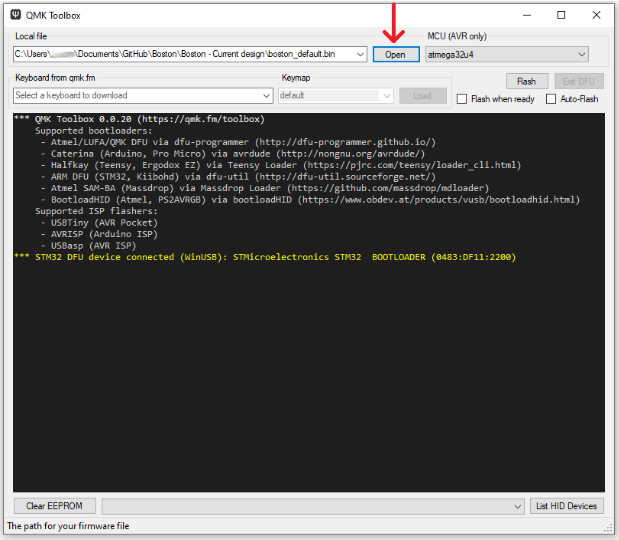 QMK Toolbox
Local file
MCU (AVR only)
C:\Users\ \Documents\GitHub\Boston\Boston - Current design\boston_default.bin
Open
atmega32u4
Keyboard from qmk.fm
Keymap
Flash
Exit DFU
Select a keyboard to download
default
Load
Flash when ready
Auto-Flash
*** QMK Toolbox 0.0.20 (https://qmk.fm/toolbox)
Supported bootloaders:
- Atmel/LUFA/QMK DFU via dfu-programmer (http://dfu-programmer.github.io/)
- Caterina (Arduino, Pro Micro) via avrdude (http://nongnu.org/avrdude/)
- Halfkay (Teensy, Ergodox EZ) via Teensy Loader (https://pjrc.com/teensy/loader_cli.html)
- ARM DFU (STM32, Kiibohd) via dfu-util (http://dfu-util.sourceforge.net/)
- Atmel SAM-BA (Massdrop) via Massdrop Loader (https://github.com/massdrop/mdloader)
- BootloadHID (Atmel, PS2AVRGB) via bootloadHID (https://www.obdev.at/products/vusb/bootloadhid.html)
Supported ISP flashers:
- USBTiny (AVR Pocket)
- AVRISP (Arduino ISP)
- USBasp (AVR ISP)
*** STM32 DFU device connected (WinUSB): STMicroelectronics STM32  BOOTLOADER (0483:DF11:2200)
Clear EEPROM
List HID Devices
The path for your firmware file